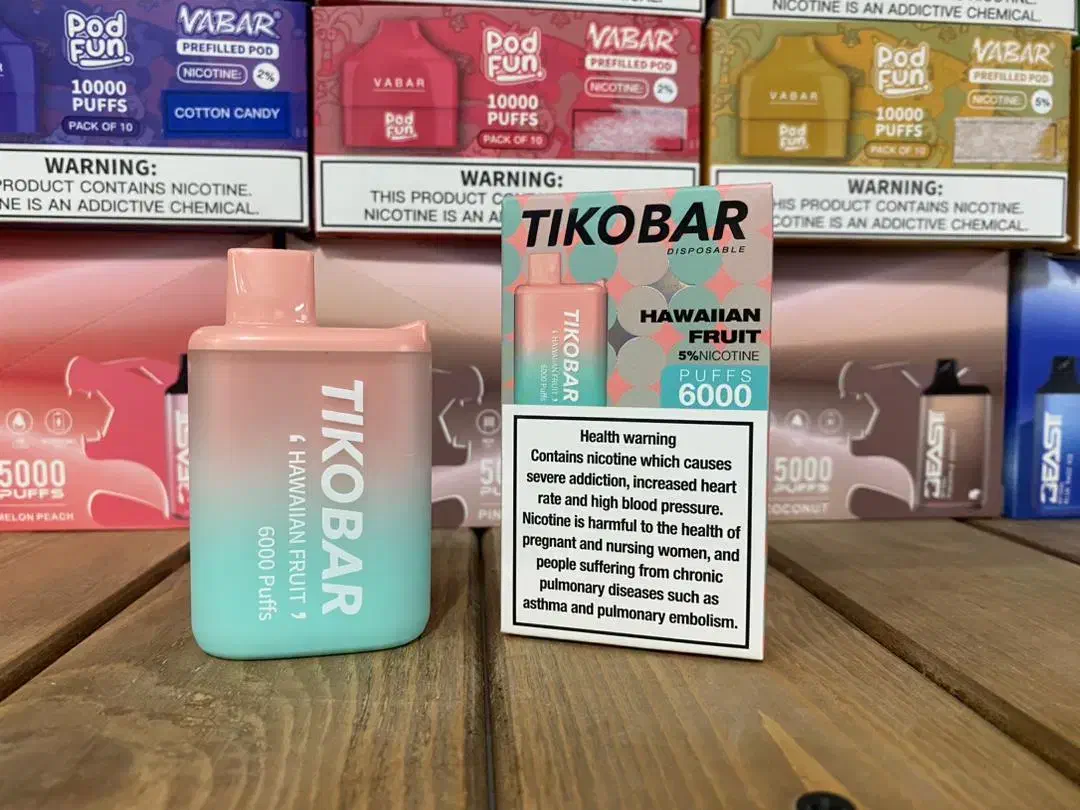 Pod
Fun
10000
PUFFS
PACK OF 10
VABAR
PREFILLED POD
NICOTINE: 2%
COTTON CANDY
WARNING:
PRODUCT CONTAINS NICOTINE.
NE IS AN ADDICTIVE CHEMICAL.
VABAR
Pod
Fun
Pod
Fun
10000
PUFFS
PACK OF 10
VABAR
PREFILLED POD
NICOTINE: 2%
WARNING:
THIS PRODUCT CO
NICOTINE IS AN A
NICOTINE.
IS AN ADDICTIVE CHEMICAL.
VABAR
Pod
Fun
Pod
Fun
10000
PUFFS
PACK OF 10
VABAR
PREFILLED POD
NICOTINE: 5%
WARNING:
HIS PRODUCT CONTAINS NICOTINE.
COTINE IS AN ADDICTIVE CHEMICAL.
5000
PUFFS
MELON PEACH
5000
PUFFS
COCONUT
BEAST
BEAST
TIKOBAR
‘ HAWAIIAN FRUIT ’
6000 Puffs
TIKOBAR
DISPOSABLE
TIKOBAR
‘ HAWAIIAN FRUIT ’
6000 Puffs
HAWAIIAN
FRUIT
5%NICOTINE
PUFFS
6000
Health warning
Contains nicotine which causes
severe addiction, increased heart
rate and high blood pressure.
Nicotine is harmful to the health of
pregnant and nursing women, and
people suffering from chronic
pulmonary diseases such as
asthma and pulmonary embolism.